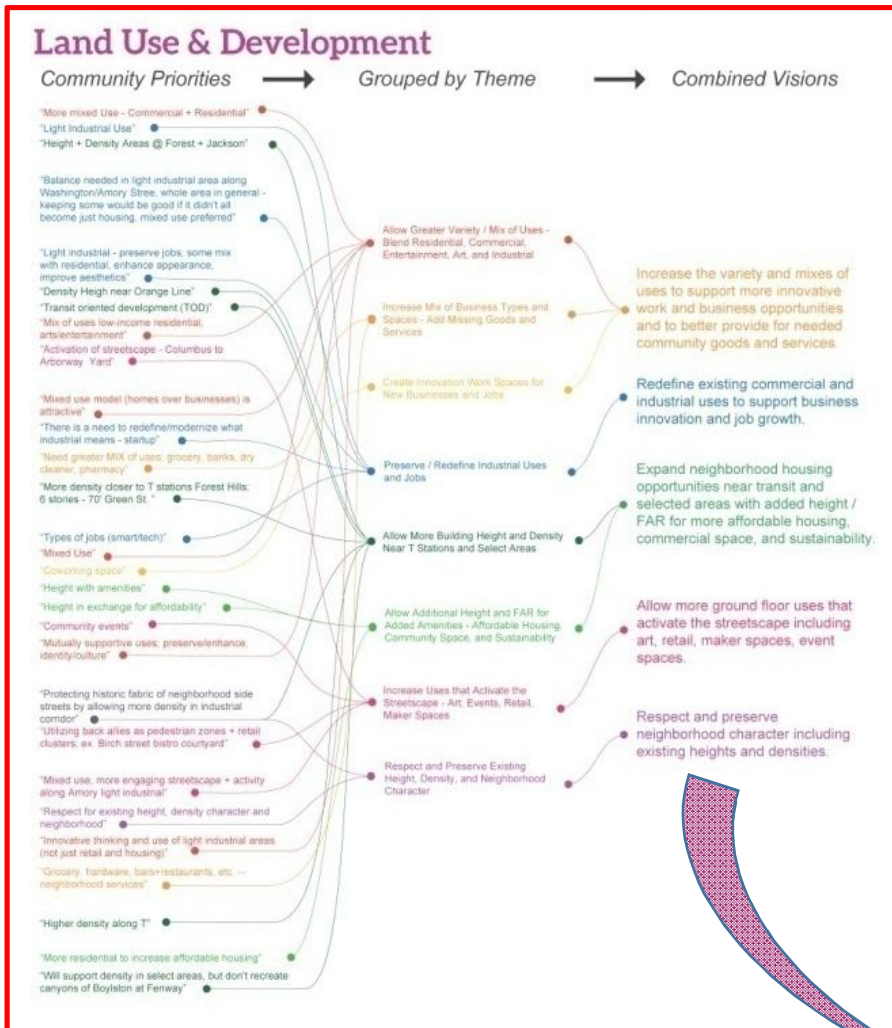 Land Use & Development
Community Priorities
Grouped by Theme
Combined Visions
"More mixed Use - Commercial + Residential"
"Light Industrial Use"
"Height + Density Areas @ Forest + Jackson"
"Balance needed in light industrial area along
Washington/Amory Stree, whole area in general -
keeping some would be good if it didn't all
become just housing, mixed use preferred"
"Light industrial - preserve jobs; some mix
with residential, enhance appearance,
improve aesthetics"
"Density Heigh near Orange Line"
"Transit oriented development (TOD)"
"Mix of uses low-income residential,
arts/entertainment"
"Activation of streetscape - Columbus to
Arborway Yard"
"Mixed use model (homes over businesses) is
attractive"
"There is a need to redefine/modernize what
industrial means - startup"
"Need greater MIX of uses; grocery, banks, dry
cleaner, pharmacy"
"More density closer to T stations Forest Hills;
6 stories - 70' Green St. "
"Types of jobs (smart/tech)"
"Mixed Use"
"Coworking space"
"Height with amenities"
"Height in exchange for affordability"
"Community events"
"Mutually supportive uses; preserve/enhance;
identity/culture"
"Protecting historic fabric of neighborhood side
streets by allowing more density in industrial
corridor"
"Utilizing back allies as pedestrian zones + retail
clusters; ex. Birch street bistro courtyard"
"Mixed use, more engaging streetscape + activity
along Amory light industrial"
"Respect for existing height, density character and
neighborhood"
"Innovative thinking and use of light industrial areas
(not just retail and housing)"
"Grocery, hardware, bars+restaurants, etc. --
neighborhood services"
"Higher density along T"
"More residential to increase affordable housing"
"Will support density in select areas, but don't recreate
canyons of Boylston at Fenway"
Allow Greater Variety / Mix of Uses -
Blend Residential, Commercial,
Entertainment, Art, and Industrial
Increase Mix of Business Types and
Spaces - Add Missing Goods and
Services
Create Innovation Work Spaces for
New Businesses and Jobs
Preserve / Redefine Industrial Uses
and Jobs
Allow More Building Height and Density
Near T Stations and Select Areas
Allow Additional Height and FAR for
Added Amenities - Affordable Housing,
Community Space, and Sustainability
Increase Uses that Activate the
Streetscape - Art, Events, Retail,
Maker Spaces
Respect and Preserve Existing
Height, Density, and Neighborhood
Character
Increase the variety and mixes of
uses to support more innovative
work and business opportunities
and to better provide for needed
community goods and services.
Redefine existing commercial and
industrial uses to support business
innovation and job growth.
Expand neighborhood housing
opportunities near transit and
selected areas with added height /
FAR for more affordable housing,
commercial space, and sustainability.
Allow more ground floor uses that
activate the streetscape including
art, retail, maker spaces, event
spaces.
Respect and preserve
neighborhood character including
existing heights and densities.